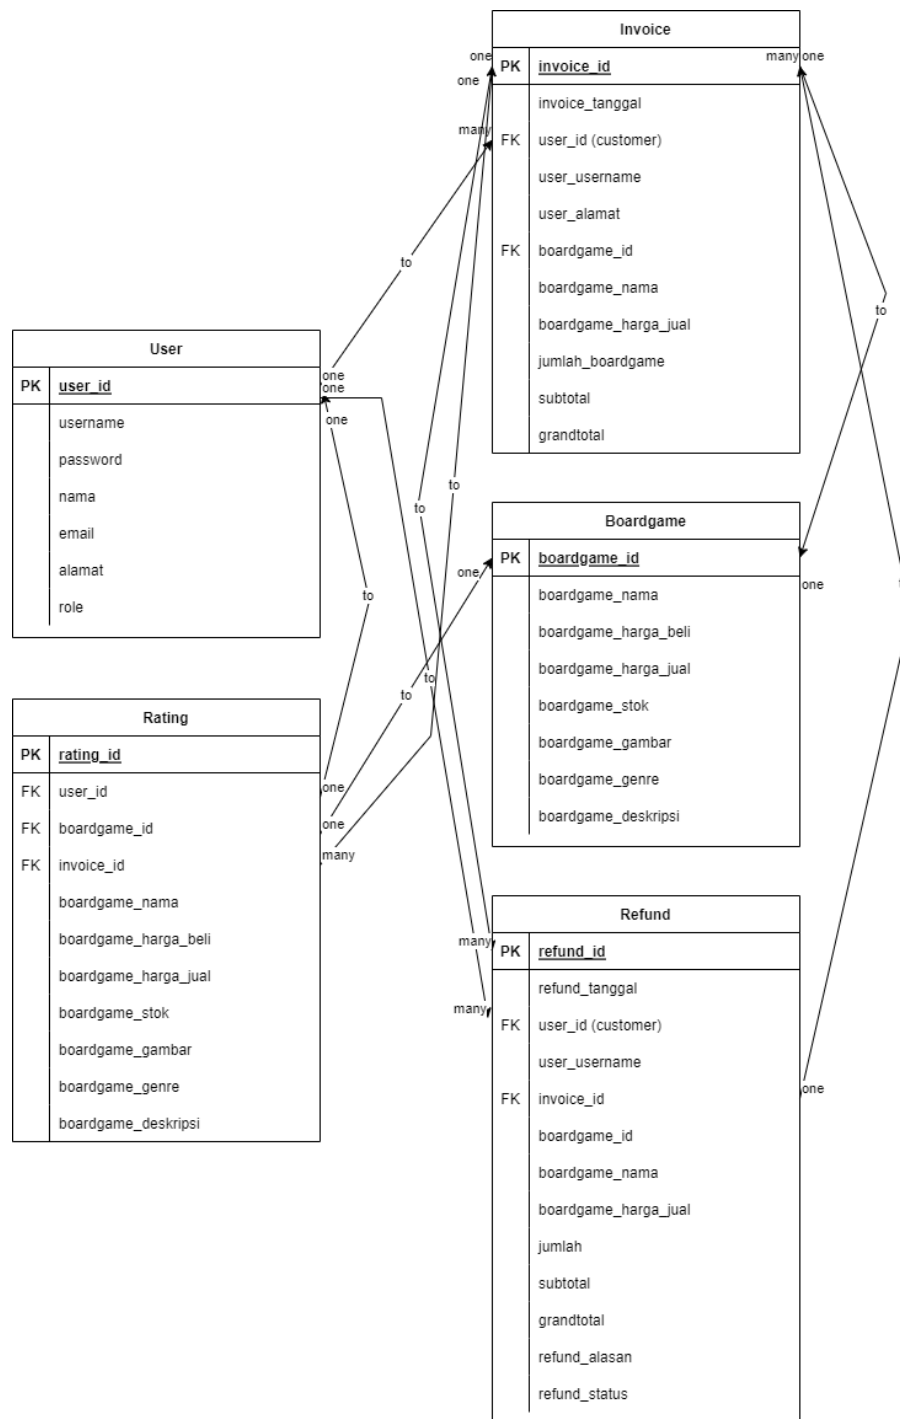 Invoice
PK invoice_id
invoice_tanggal
FK user_id (customer)
user_username
user_alamat
FK boardgame_id
boardgame_nama
boardgame_harga_jual
jumlah_boardgame
subtotal
grandtotal
one
one
many
many one
to
to
User
PK user_id
username
password
nama
email
alamat
role
one
one
one
to
to
to
Boardgame
PK boardgame_id
boardgame_nama
boardgame_harga_beli
boardgame_harga_jual
boardgame_stok
boardgame_gambar
boardgame_genre
boardgame_deskripsi
one
one
to
to
Rating
PK rating_id
FK user_id
FK boardgame_id
FK invoice_id
boardgame_nama
boardgame_harga_beli
boardgame_harga_jual
boardgame_stok
boardgame_gambar
boardgame_genre
boardgame_deskripsi
one
one
many
Refund
PK refund_id
refund_tanggal
FK user_id (customer)
user_username
FK invoice_id
boardgame_id
boardgame_nama
boardgame_harga_jual
jumlah
subtotal
grandtotal
refund_alasan
refund_status
many
many
one